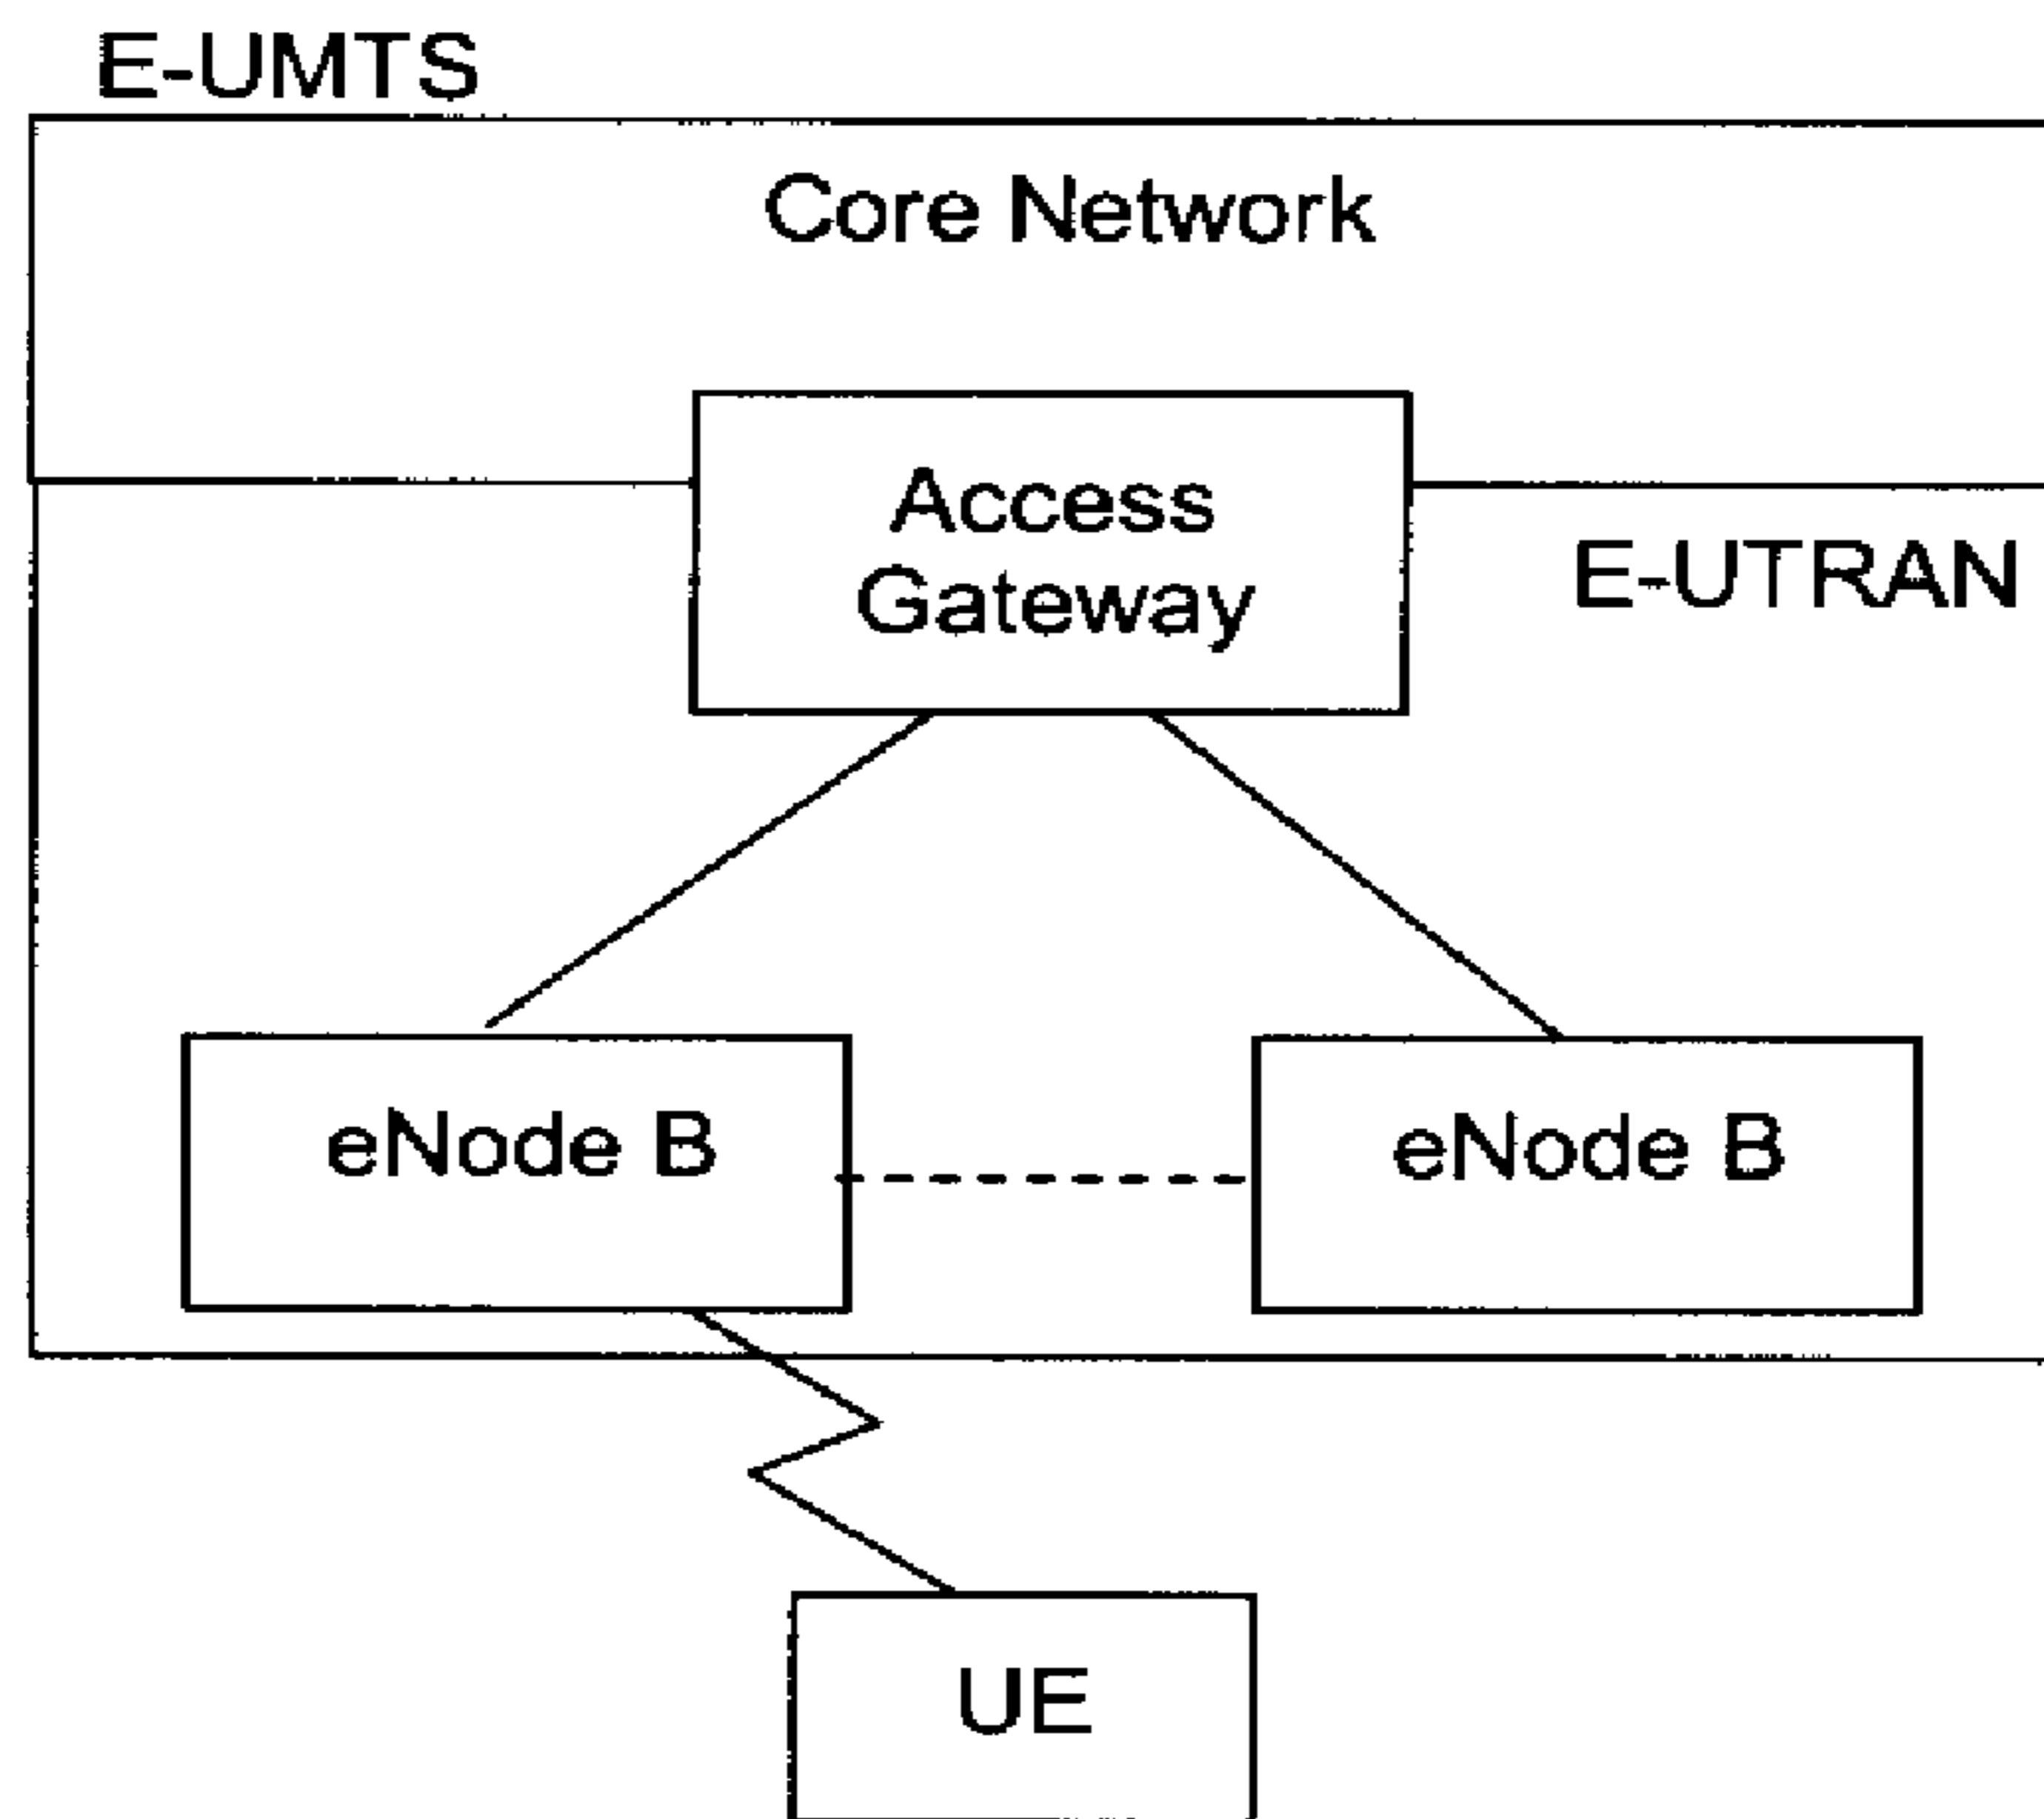 E-UMTS
Core Network
Access
Gateway
E-UTRAN
eNode B
eNode B
UE